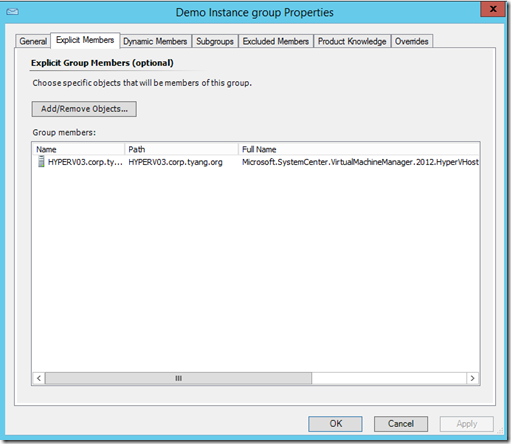 Demo Instance group Properties
X
General Explicit Members Dynamic Members Subgroups Excluded Members Product Knowledge Overrides
Explicit Group Members (optional)
Choose specific objects that will be members of this group.
Add/Remove Objects...
Group members:
Name Path Full Name
HYPERV03.corp.ty... HYPERV03.corp.tyang.org Microsoft.SystemCenter.VirtualMachineManager.2012.HyperVHost
OK Cancel Apply